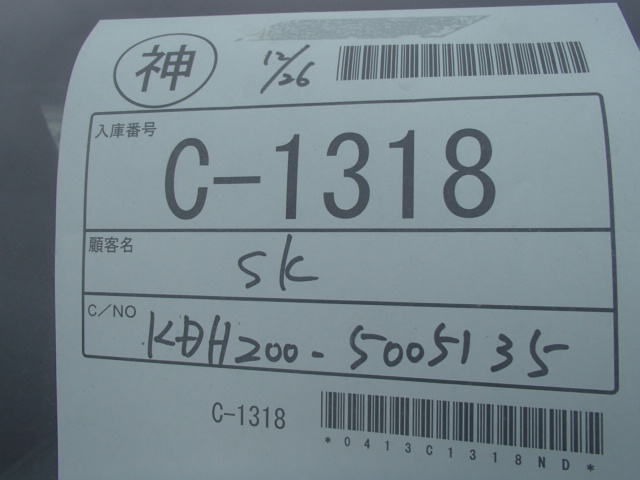 神 12/26
入庫番号
C-1318
顧客名
SK
C/NO
KDH200-5005135
C-1318
*0413C1318ND*